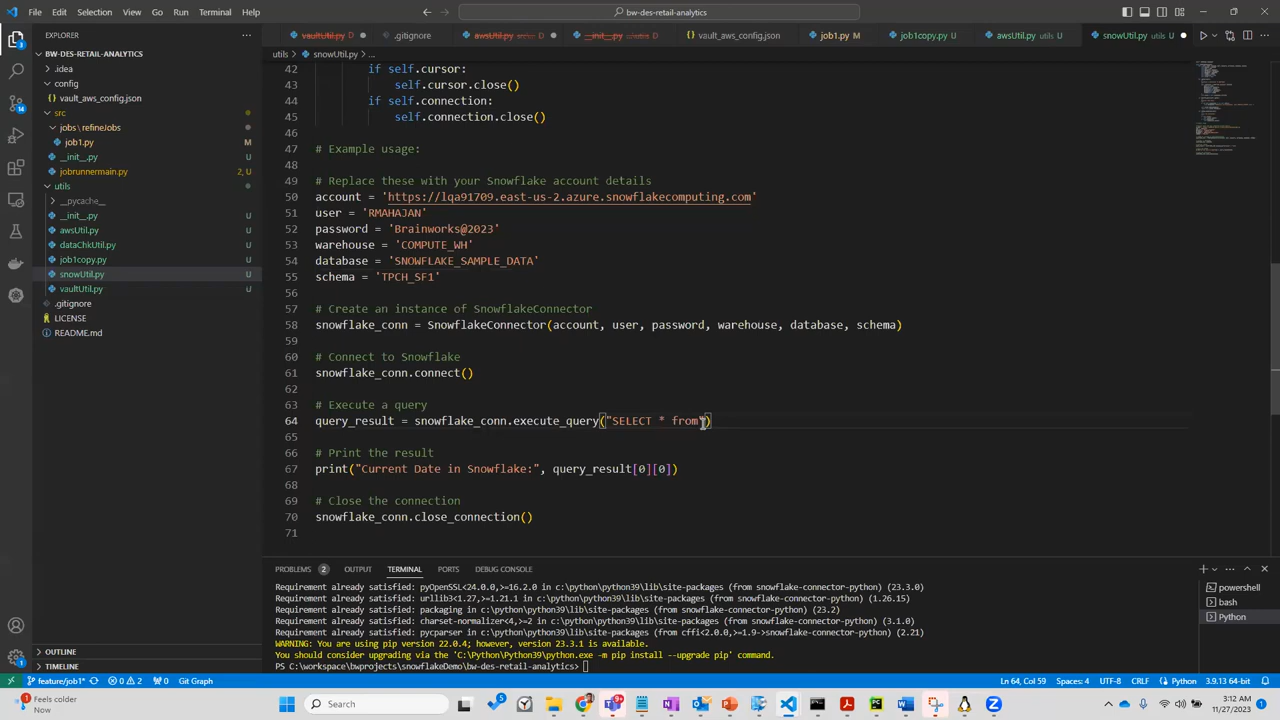 File Edit Selection View Go Run Terminal Help
bw-des-retail-analytics
EXPLORER
BW-DES-RETAIL-ANALYTICS
.idea
config
vault_aws_config.json
src
jobs \ refineJobs
job1.py M
__init__.py
jobrunnermain.py 2, U
utils
__pycache__
__init__.py U
awsUtil.py U
dataChkUtil.py U
job1copy.py U
snowUtil.py U
vaultUtil.py U
.gitignore
LICENSE
README.md
OUTLINE
TIMELINE
vaultUtil.py D
.gitignore
awsUtil.py src\utils D
__init__.py ...\utils D
vault_aws_config.json
job1.py M
job1copy.py U
awsUtil.py utils U
snowUtil.py U
utils > snowUtil.py > ...
42 if self.cursor:
43 self.cursor.close()
44 if self.connection:
45 self.connection.close()
46
47 # Example usage:
48
49 # Replace these with your Snowflake account details
50 account = 'https://lqa91709.east-us-2.azure.snowflakecomputing.com'
51 user = 'RMAHAJAN'
52 password = 'Brainworks@2023'
53 warehouse = 'COMPUTE_WH'
54 database = 'SNOWFLAKE_SAMPLE_DATA'
55 schema = 'TPCH_SF1'
56
57 # Create an instance of SnowflakeConnector
58 snowflake_conn = SnowflakeConnector(account, user, password, warehouse, database, schema)
59
60 # Connect to Snowflake
61 snowflake_conn.connect()
62
63 # Execute a query
64 query_result = snowflake_conn.execute_query("SELECT * from")
65
66 # Print the result
67 print("Current Date in Snowflake:", query_result[0][0])
68
69 # Close the connection
70 snowflake_conn.close_connection()
71
PROBLEMS 2 OUTPUT TERMINAL PORTS DEBUG CONSOLE
Requirement already satisfied: pyOpenSSL<24.0.0,>=16.2.0 in c:\python\python39\lib\site-packages (from snowflake-connector-python) (23.3.0)
Requirement already satisfied: urllib3<1.27,>=1.21.1 in c:\python\python39\lib\site-packages (from snowflake-connector-python) (1.26.15)
Requirement already satisfied: packaging in c:\python\python39\lib\site-packages (from snowflake-connector-python) (23.2)
Requirement already satisfied: charset-normalizer<4,>=2 in c:\python\python39\lib\site-packages (from snowflake-connector-python) (3.1.0)
Requirement already satisfied: pycparser in c:\python\python39\lib\site-packages (from cffi<2.0.0,>=1.9->snowflake-connector-python) (2.21)
WARNING: You are using pip version 22.0.4; however, version 23.3.1 is available.
You should consider upgrading via the 'C:\Python\Python39\python.exe -m pip install --upgrade pip' command.
PS C:\workspace\bwprojects\snowflakeDemo\bw-des-retail-analytics>
powershell
bash
Python
feature/job1* 0 2 0 Git Graph
Ln 64, Col 59 Spaces: 4 UTF-8 CRLF Python 3.9.13 64-bit
Feels colder
Now
Search
3:12 AM
11/27/2023